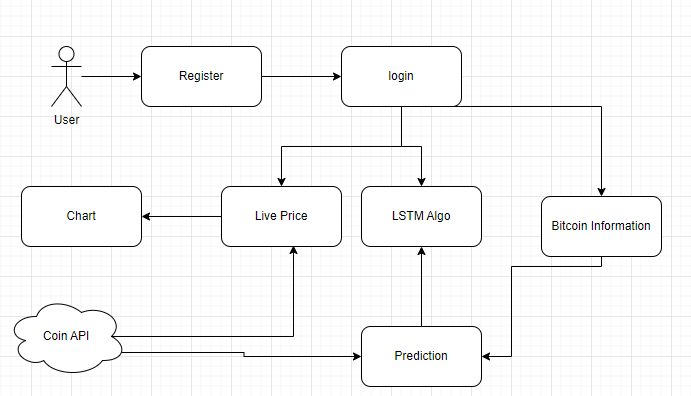 Register
login
User
Chart
Live Price
LSTM Algo
Bitcoin Information
Coin API
Prediction